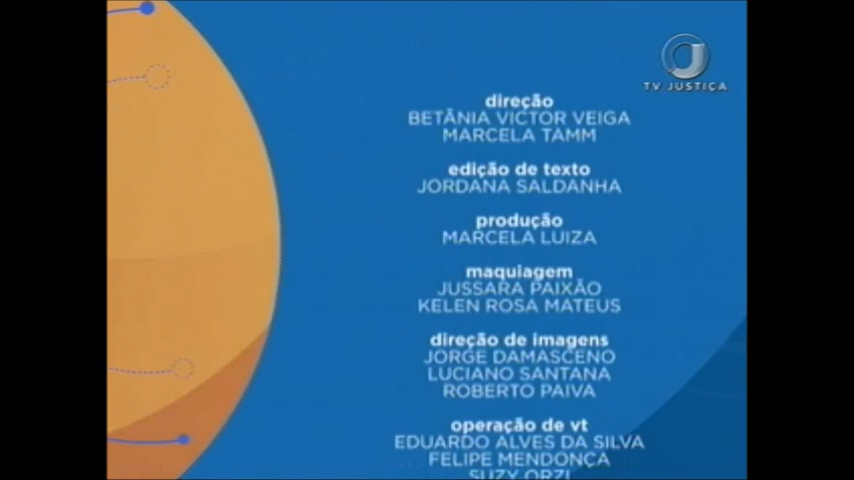 TV JUSTIÇA
direção
BETÂNIA VICTOR VEIGA
MARCELA TAMM
edição de texto
JORDANA SALDANHA
produção
MARCELA LUIZA
maquiagem
JUSSARA PAIXÃO
KELEN ROSA MATEUS
direção de imagens
JORGE DAMASCENO
LUCIANO SANTANA
ROBERTO PAIVA
operação de vt
EDUARDO ALVES DA SILVA
FELIPE MENDONÇA
SUZY ORZI